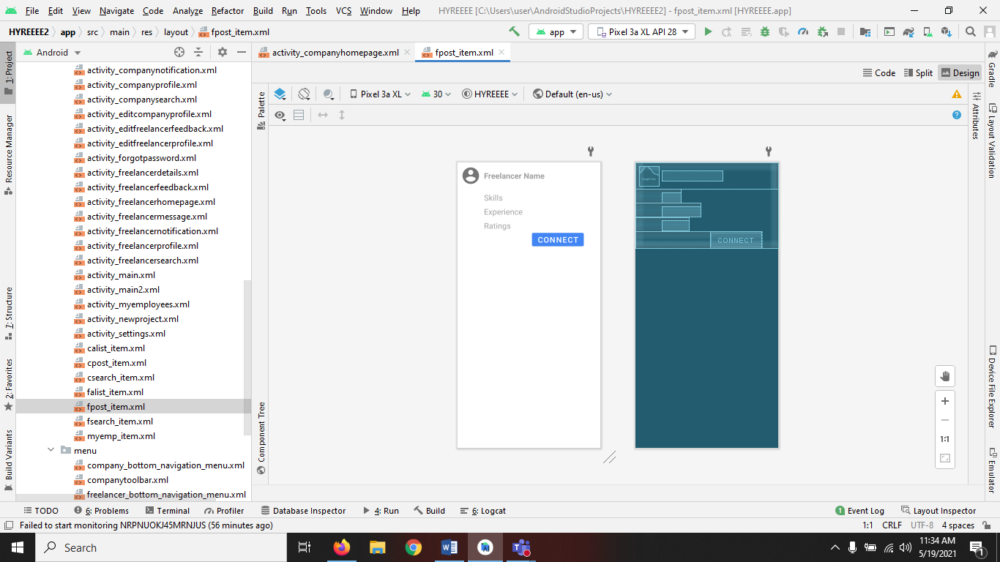 File Edit View Navigate Code Analyze Refactor Build Run Tools VCS Window Help HYREEEE [C:\Users\user\AndroidStudioProjects\HYREEEE2] - fpost_item.xml [HYREEEE.app]
HYREEEE2 app src main res layout fpost_item.xml app Pixel 3a XL API 28
1: Project
Resource Manager
7: Structure
2: Favorites
Build Variants
Android
activity_companynotification.xml
activity_companyprofile.xml
activity_companysearch.xml
activity_editcompanyprofile.xml
activity_editfreelancerfeedback.xml
activity_editfreelancerprofile.xml
activity_forgotpassword.xml
activity_freelancerdetails.xml
activity_freelancerfeedback.xml
activity_freelancerhomepage.xml
activity_freelancermessage.xml
activity_freelancernotification.xml
activity_freelancerprofile.xml
activity_freelancersearch.xml
activity_main.xml
activity_main2.xml
activity_myemployees.xml
activity_newproject.xml
activity_settings.xml
calist_item.xml
cpost_item.xml
csearch_item.xml
falist_item.xml
fpost_item.xml
fsearch_item.xml
myemp_item.xml
menu
company_bottom_navigation_menu.xml
companytoolbar.xml
freelancer_bottom_navigation_menu.xml
activity_companyhomepage.xml fpost_item.xml
Code Split Design
Palette
Component Tree
Pixel 3a XL 30 HYREEEE Default (en-us)
Freelancer Name
Skills
Experience
Ratings
CONNECT
CONNECT
1:1
Attributes
Gradle
Layout Validation
Device File Explorer
Emulator
TODO 6: Problems Terminal Profiler Database Inspector 4: Run Build 6: Logcat 1 Event Log Layout Inspector
Failed to start monitoring NRPNUOKJ45MRNJUS (56 minutes ago) 1:1 CRLF UTF-8 4 spaces
Search
11:34 AM
5/19/2021
1